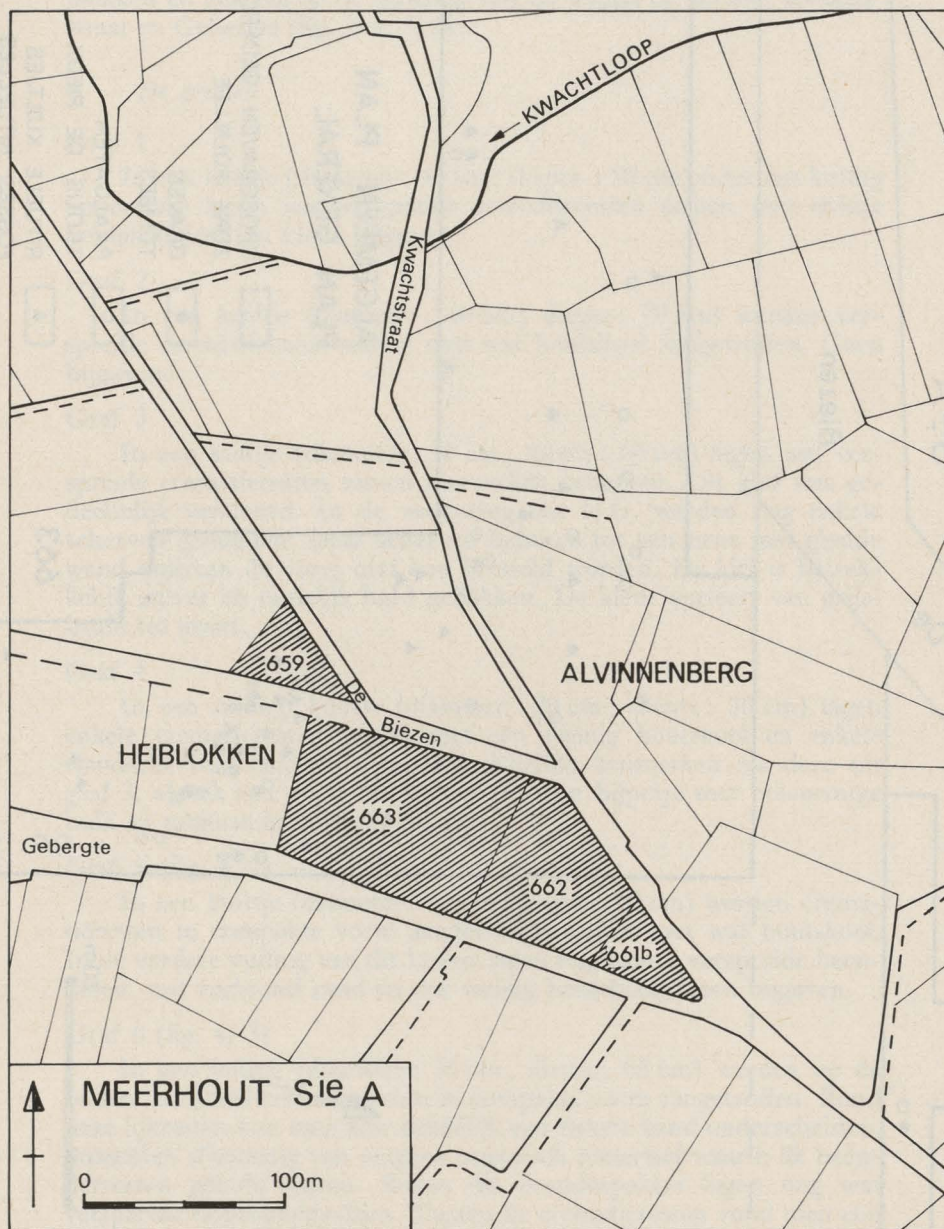 KWACHTLOOP
Kwachtstraat
ALVINNENBERG
659
De
Biezen
HEIBLOKKEN
663
Gebergte
662
661b
MEERHOUT Sie A
0 100m